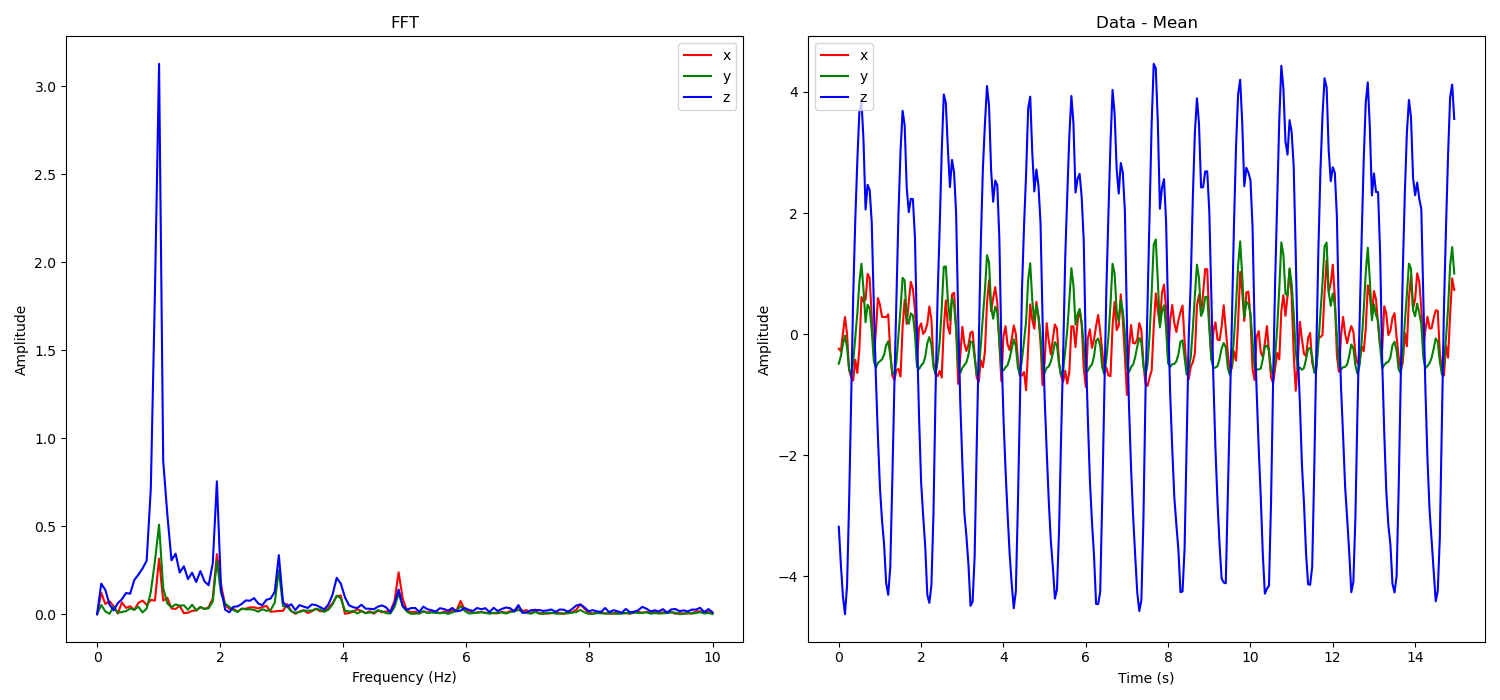 FFT
Amplitude
3.0
2.5
2.0
1.5
1.0
0.5
0.0
0 2 4 6 8 10
Frequency (Hz)
x
y
z
Data - Mean
Amplitude
4
2
0
−2
−4
0 2 4 6 8 10 12 14
Time (s)
x
y
z